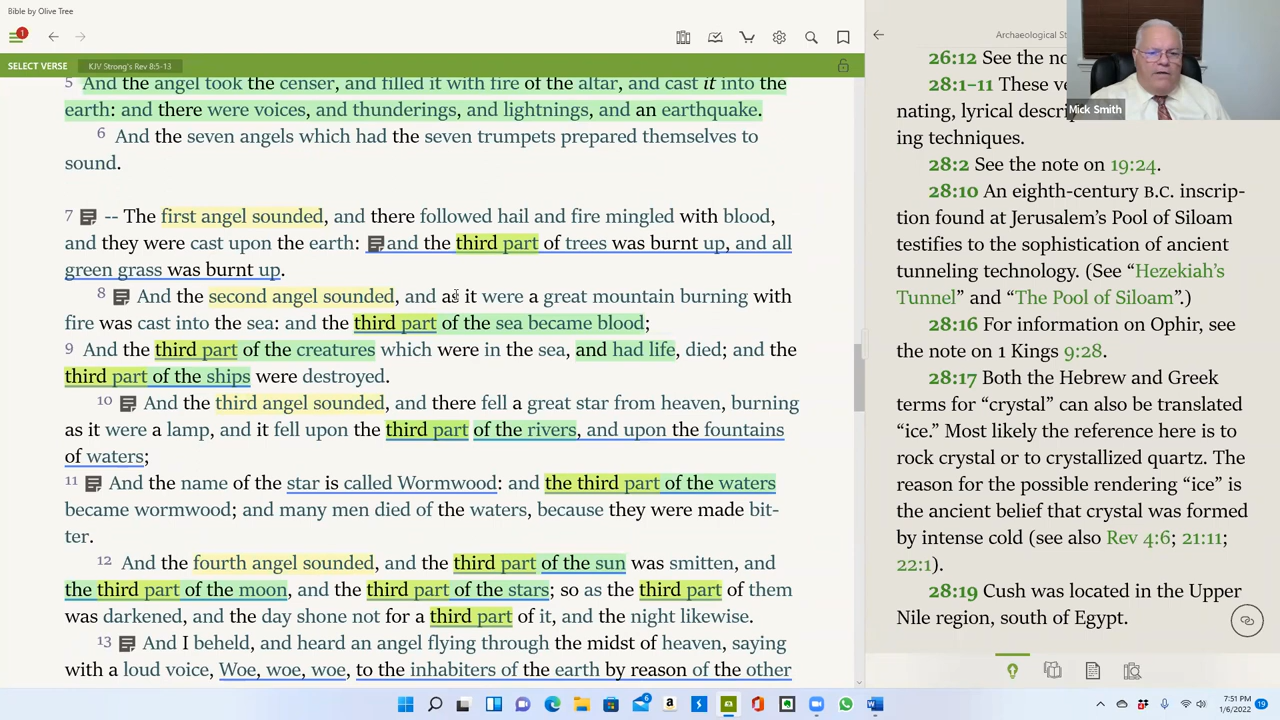 Bible by Olive Tree
1
SELECT VERSE
KJV Strong's Rev 8:5-13
5 And the angel took the censer, and filled it with fire of the altar, and cast it into the
earth: and there were voices, and thunderings, and lightnings, and an earthquake.
6 And the seven angels which had the seven trumpets prepared themselves to
sound.
7 -- The first angel sounded, and there followed hail and fire mingled with blood,
and they were cast upon the earth: and the third part of trees was burnt up, and all
green grass was burnt up.
8 And the second angel sounded, and as it were a great mountain burning with
fire was cast into the sea: and the third part of the sea became blood;
9 And the third part of the creatures which were in the sea, and had life, died; and the
third part of the ships were destroyed.
10 And the third angel sounded, and there fell a great star from heaven, burning
as it were a lamp, and it fell upon the third part of the rivers, and upon the fountains
of waters;
11 And the name of the star is called Wormwood: and the third part of the waters
became wormwood; and many men died of the waters, because they were made bit-
ter.
12 And the fourth angel sounded, and the third part of the sun was smitten, and
the third part of the moon, and the third part of the stars; so as the third part of them
was darkened, and the day shone not for a third part of it, and the night likewise.
13 And I beheld, and heard an angel flying through the midst of heaven, saying
with a loud voice, Woe, woe, woe, to the inhabiters of the earth by reason of the other
Archaeological
26:12 See the
28:1–11 These
nating, lyrical
ing techniques.
28:2 See the note on 19:24.
28:10 An eighth-century B.C. inscrip-
tion found at Jerusalem's Pool of Siloam
testifies to the sophistication of ancient
tunneling technology. (See “Hezekiah's
Tunnel” and “The Pool of Siloam”.)
28:16 For information on Ophir, see
the note on 1 Kings 9:28.
28:17 Both the Hebrew and Greek
terms for “crystal” can also be translated
“ice.” Most likely the reference here is to
rock crystal or to crystallized quartz. The
reason for the possible rendering “ice” is
the ancient belief that crystal was formed
by intense cold (see also Rev 4:6; 21:11;
22:1).
28:19 Cush was located in the Upper
Nile region, south of Egypt.
Mick Smith
7:51 PM
1/6/2022
19